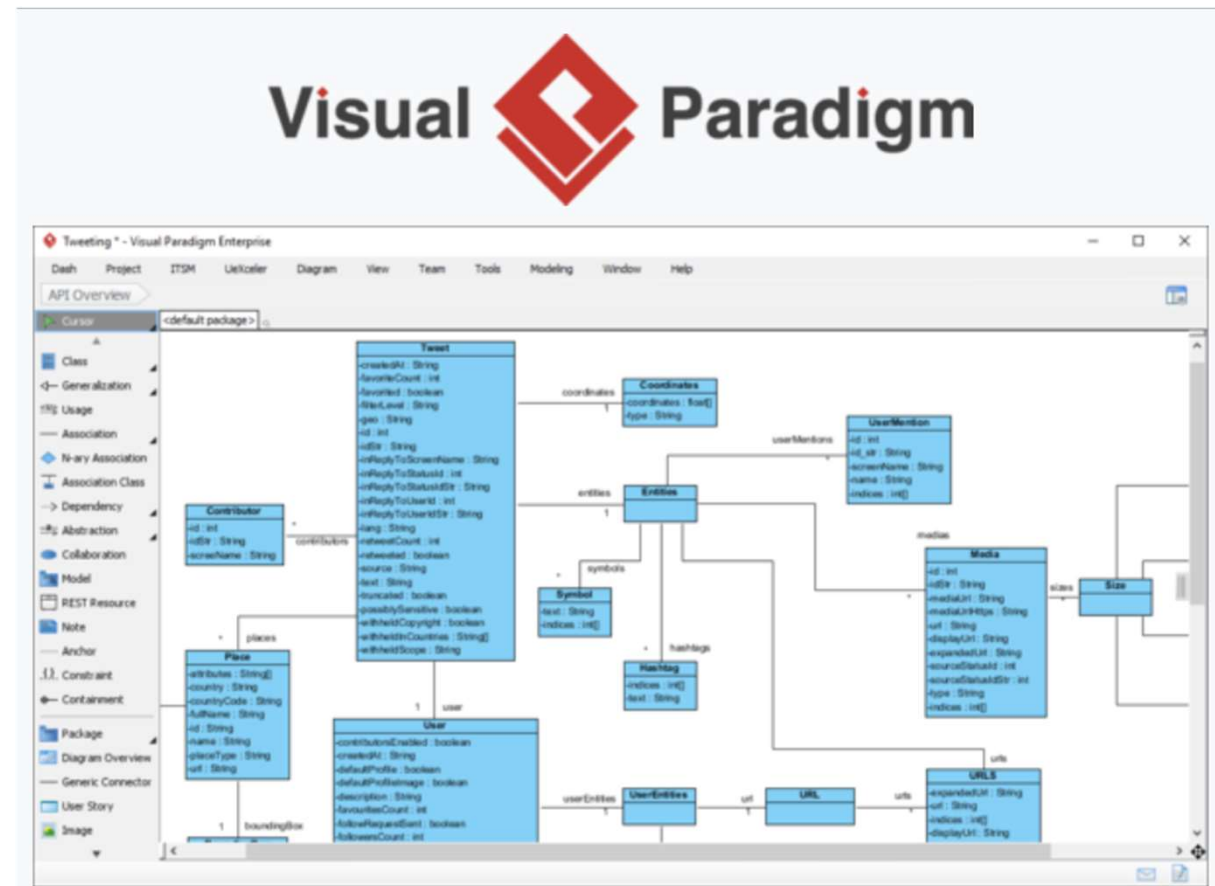 Visual Paradigm
Tweeting * - Visual Paradigm Enterprise
Dash Project ITSM UeXceler Diagram View Team Tools Modeling Window Help
API Overview
Cursor
<default package>
Class
Generalization
Usage
Association
N-ary Association
Association Class
Dependency
Abstraction
Collaboration
Model
REST Resource
Note
Anchor
Constraint
Containment
Package
Diagram Overview
Generic Connector
User Story
Image
Tweet
-createdAt : String
-favoriteCount : int
-favorited : boolean
-filterLevel : String
-geo : String
-id : int
-idStr : String
-inReplyToScreenName : String
-inReplyToStatusId : int
-inReplyToStatusIdStr : String
-inReplyToUserId : int
-inReplyToUserIdStr : String
-lang : String
-retweetCount : int
-retweeted : boolean
-source : String
-text : String
-truncated : boolean
-possiblySensitive : boolean
-withheldCopyright : boolean
-withheldInCountries : String[]
-withheldScope : String
coordinates
1
Coordinates
-coordinates : float[]
-type : String
userMentions
*
UserMention
-id : int
-id_str : String
-screenName : String
-name : String
-indices : int[]
entities
1
Entities
Contributor
-id : int
-idStr : String
-screeName : String
*
contributors
symbols
*
Symbol
-text : String
-indices : int[]
* hashtags
Hashtag
-indices : int[]
-text : String
medias
*
Media
-id : int
-idStr : String
-mediaUrl : String
-mediaUrlHttps : String
-url : String
-displayUrl : String
-expandedUrl : String
-sourceStatusId : int
-sourceStatusIdStr : int
-type : String
-indices : int[]
sizes
*
Size
* places
Place
-attributes : String[]
-country : String
-countryCode : String
-fullName : String
-id : String
-name : String
-placeType : String
-url : String
1 boundingBox
1 user
User
-contributorsEnabled : boolean
-createdAt : String
-defaultProfile : boolean
-defaultProfileImage : boolean
-description : String
-favouritesCount : int
-followRequestSent : boolean
-followersCount : int
userEntities
1
UserEntities
url
1
URL
urls
*
urls
URLS
-expandedUrl : String
-url : String
-indices : int[]
-displayUrl : String